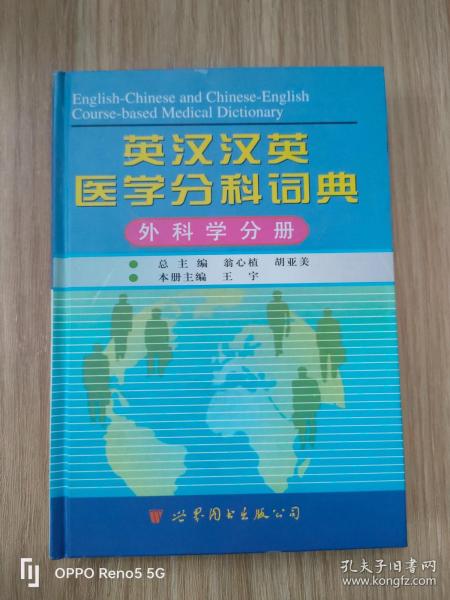 English-Chinese and Chinese-English
Course-based Medical Dictionary
英汉汉英
医学分科词典
外科学分册
总主编 翁心植 胡亚美
本册主编 王宇
世界图书出版公司
OPPO Reno5 5G
孔夫子旧书网
www.kongfz.com